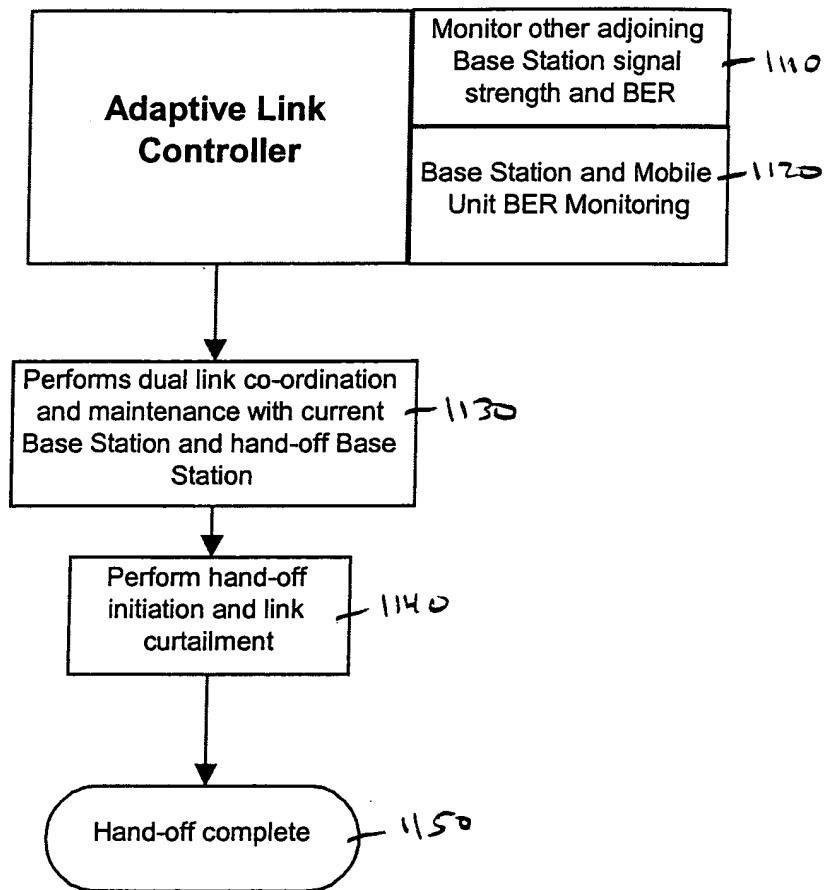 Adaptive Link
Controller
Monitor other adjoining
Base Station signal
strength and BER
1110
Base Station and Mobile
Unit BER Monitoring
1120
Performs dual link co-ordination
and maintenance with current
Base Station and hand-off Base
Station
1130
Perform hand-off
initiation and link
curtailment
1140
Hand-off complete
1150